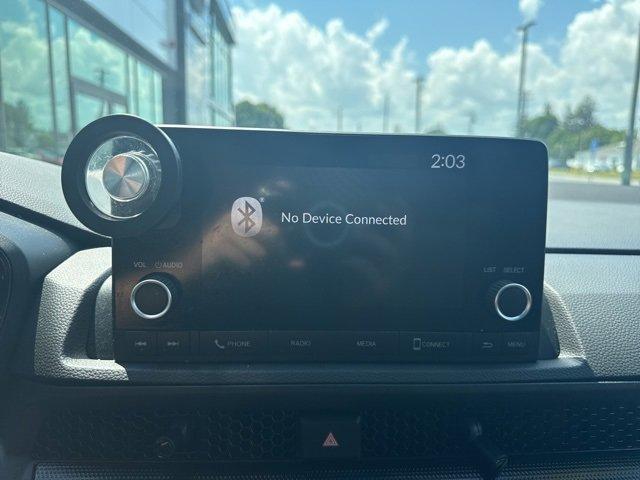 2:03
No Device Connected
VOL AUDIO
LIST SELECT
PHONE RADIO MEDIA CONNECT MENU